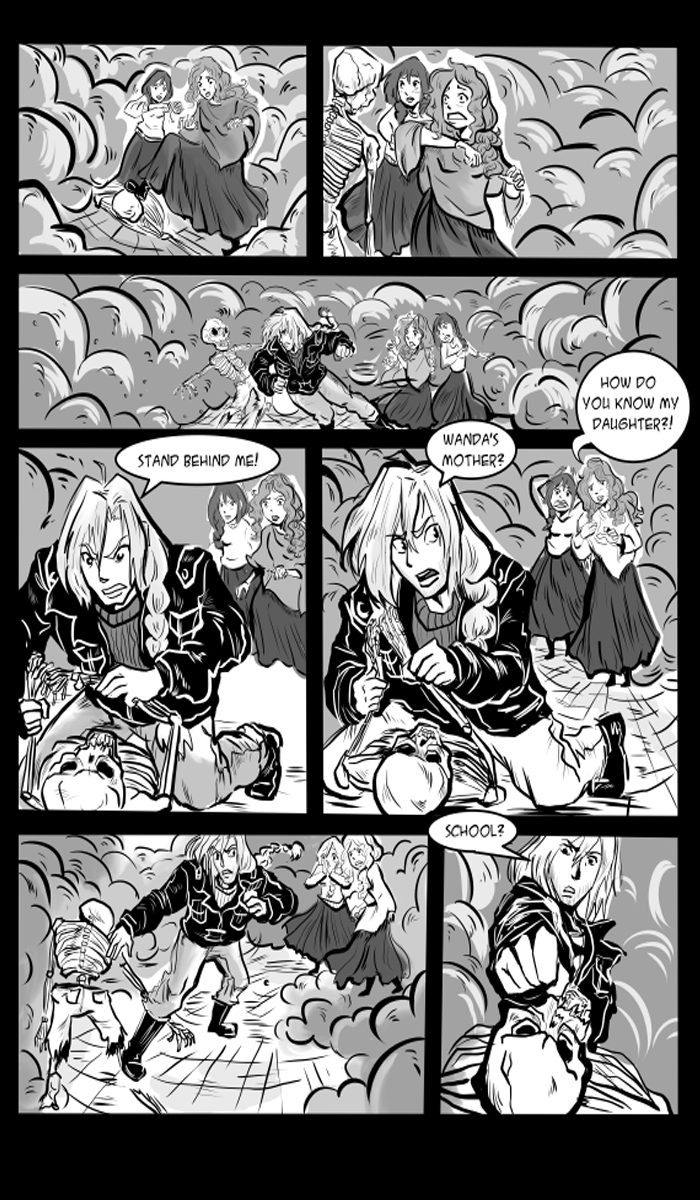 STAND BEHIND ME!
WANDA'S
MOTHER?
HOW DO
YOU KNOW MY
DAUGHTER?!
SCHOOL?